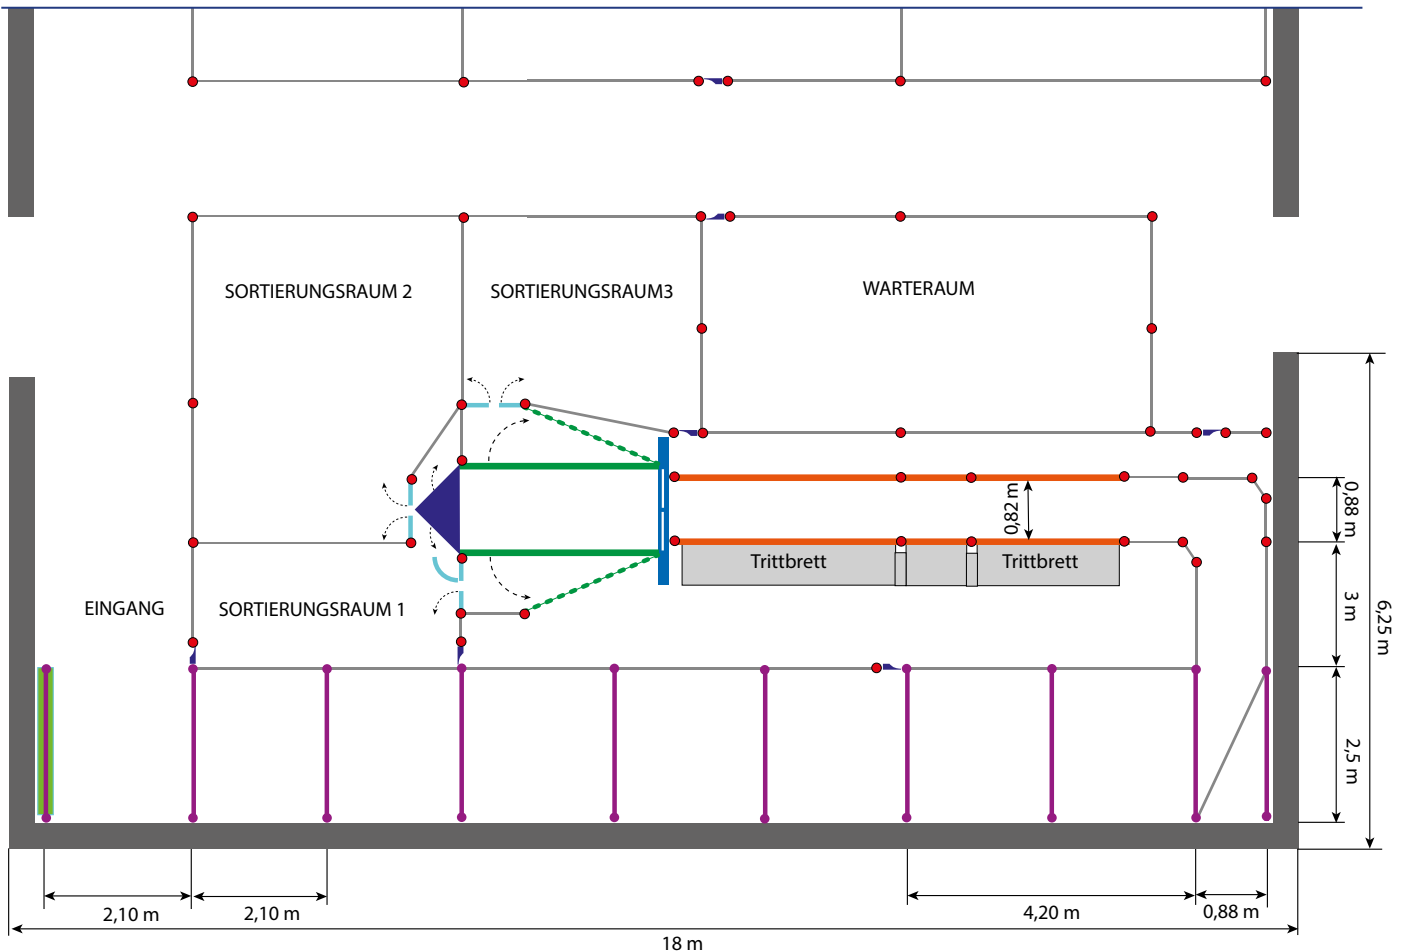 SORTIERUNGSRAUM 2
SORTIERUNGSRAUM3
WARTERAUM
0,82 m
0,88 m
Trittbrett
Trittbrett
EINGANG
SORTIERUNGSRAUM 1
3 m
6,25 m
2,5 m
2,10 m
2,10 m
4,20 m
0,88 m
18 m